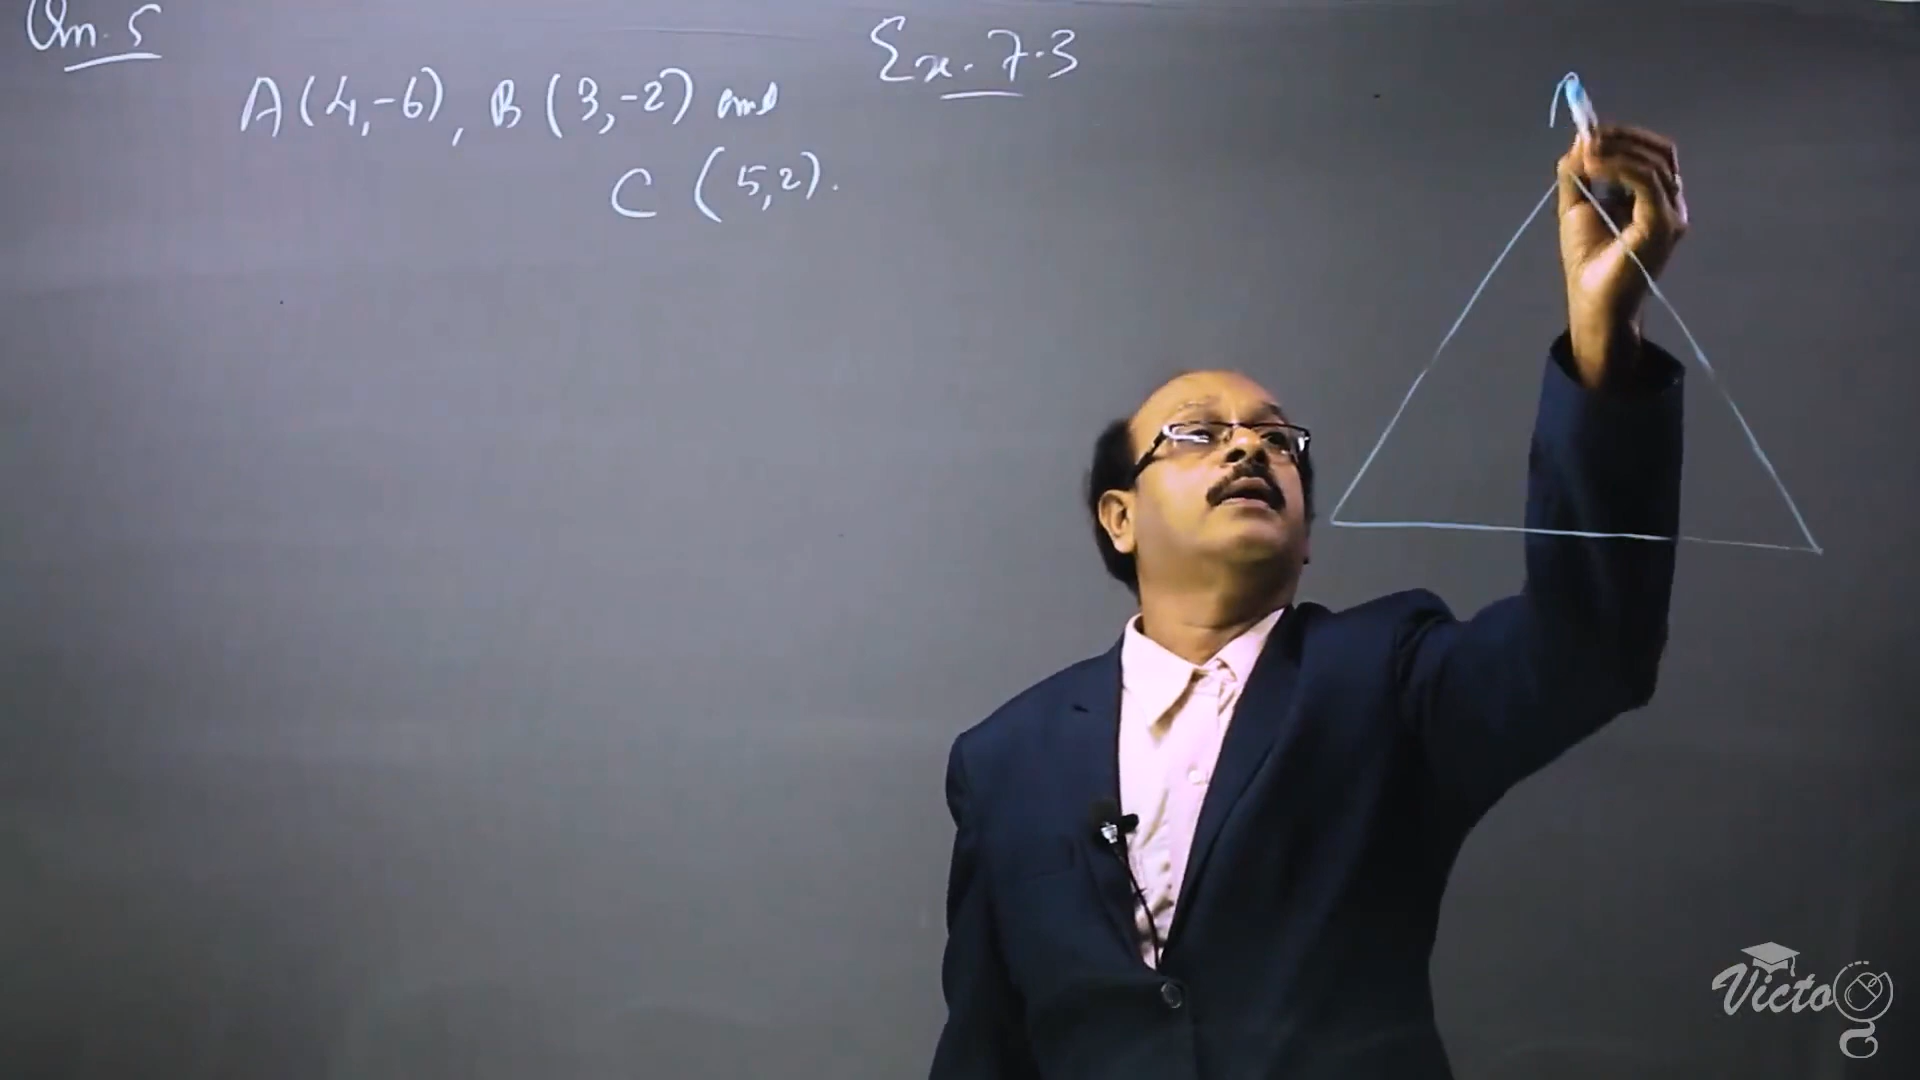 Qn. 5
Ex. 7.3
A(4,-6), B(3,-2) and
C (5,2).
Victo